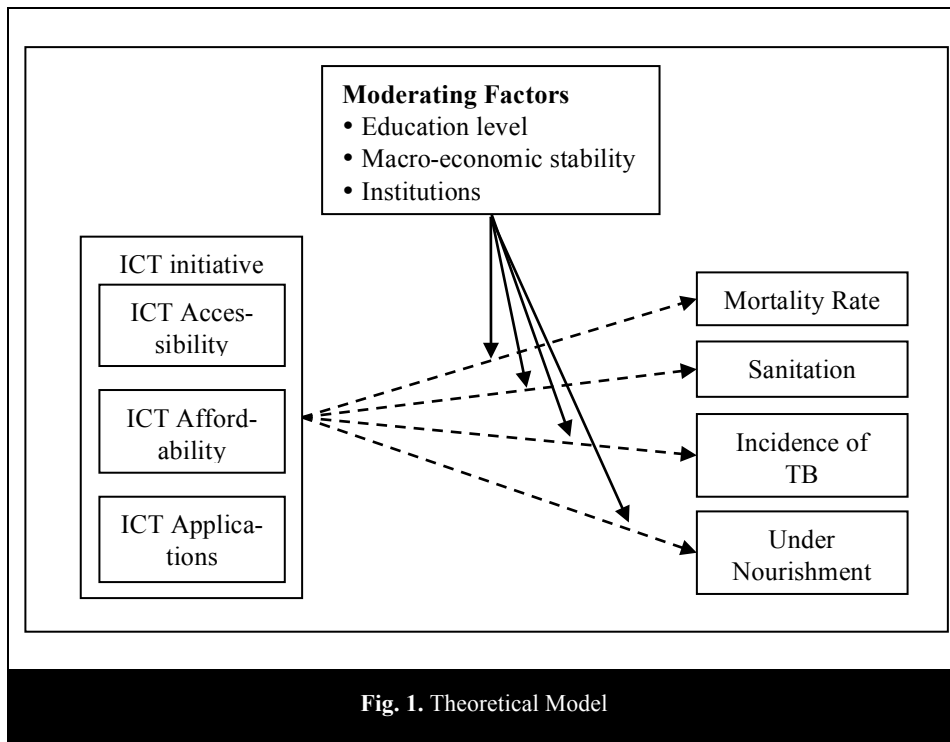 Moderating Factors
• Education level
• Macro-economic stability
• Institutions
ICT initiative
ICT Acces-
sibility
ICT Afford-
ability
ICT Applica-
tions
Mortality Rate
Sanitation
Incidence of
TB
Under
Nourishment
Fig. 1. Theoretical Model